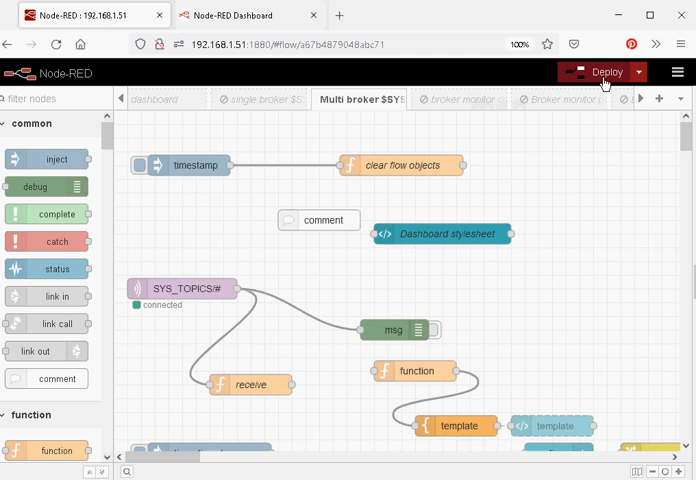 Node-RED : 192.168.1.51
Node-RED Dashboard
192.168.1.51:1880/#flow/a67b4879048abc71
100%
Node-RED
Deploy
filter nodes
dashboard
single broker $S
Multi broker $SYS
broker monitor
Broker monitor p
common
inject
timestamp
clear flow objects
debug
complete
comment
catch
Dashboard stylesheet
status
link in
SYS_TOPICS/#
connected
link call
msg
link out
comment
receive
function
function
template
template
function